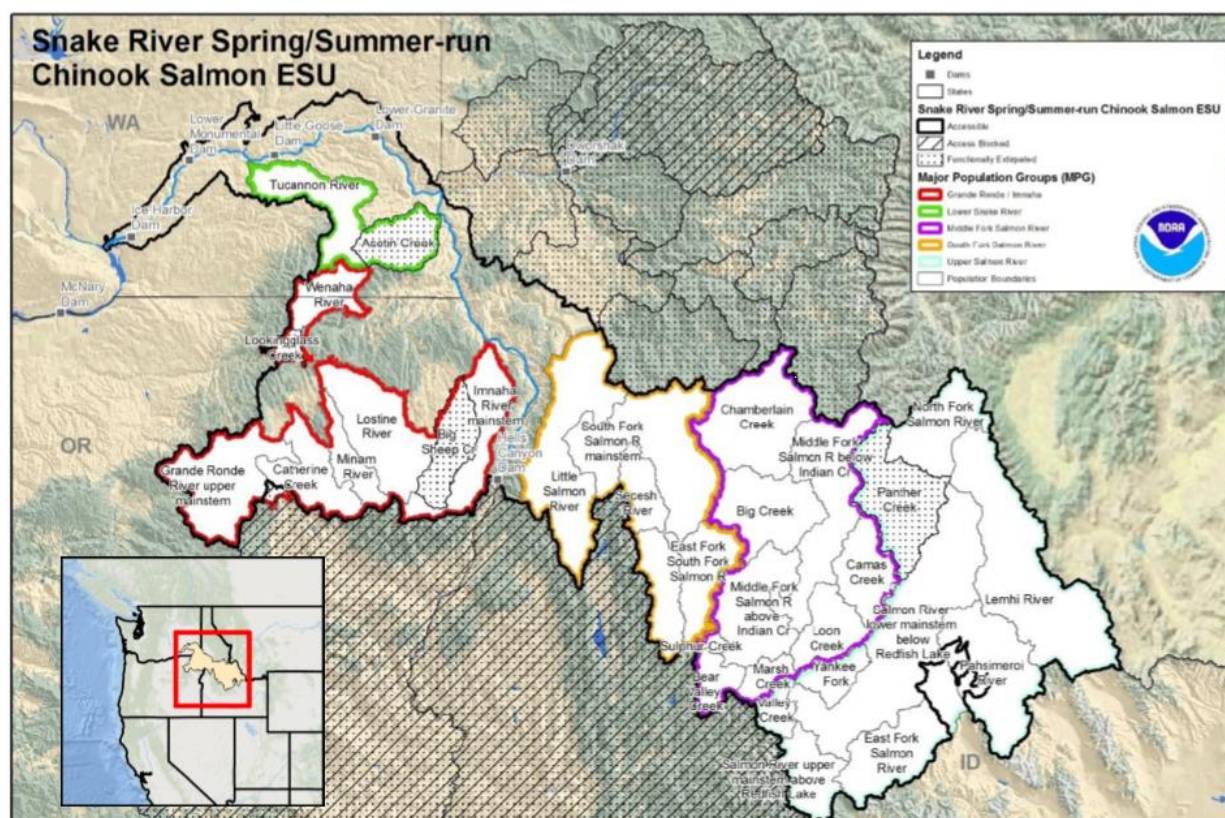 Snake River Spring/Summer-run
Chinook Salmon ESU
WA
Lower
Monumental
Dam
Little Goose
Dam
Lower Granite
Dam
Dworshak
Dam
Ice Harbor
Dam
McNary
Dam
Tucannon River
Asotin Creek
Wenaha
River
Lookingglass
Creek
OR
Grande Ronde
River upper
mainstem
Catherine
Creek
Minam
River
Lostine
River
Big
Sheep Cr
Imnaha
River
mainstem
Hells
Canyon
Dam
Little
Salmon
River
South Fork
Salmon R
mainstem
Secesh
River
East Fork
South Fork
Salmon R
Chamberlain
Creek
Middle Fork
Salmon R below
Indian Cr
Big Creek
Camas
Creek
Middle Fork
Salmon R
above
Indian Cr
Loon
Creek
Sulphur Creek
Bear
Valley
Creek
Marsh
Creek
North Fork
Salmon River
Panther
Creek
Lemhi River
Salmon River
lower mainstem
below
Redfish Lake
Pahsimeroi
River
Yankee
Fork
Valley
Creek
East Fork
Salmon
River
Salmon River upper
mainstem above
Redfish Lake
ID
Legend
Dams
States
Snake River Spring/Summer-run Chinook Salmon ESU
Accessible
Access Blocked
Functionally Extirpated
Major Population Groups (MPG)
Grande Ronde / Imnaha
Lower Snake River
Middle Fork Salmon River
South Fork Salmon River
Upper Salmon River
Population Boundaries
NOAA